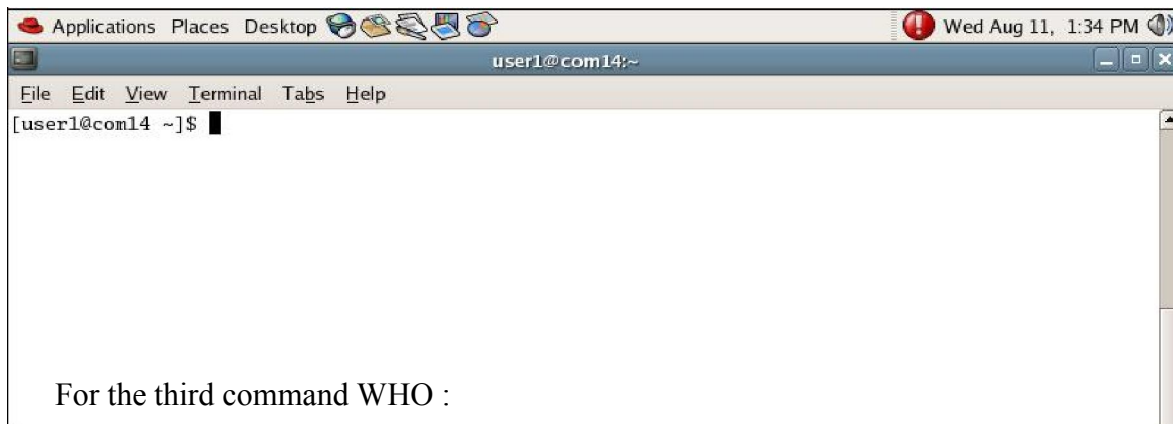 Applications Places Desktop Wed Aug 11, 1:34 PM
user1@com14:~
File Edit View Terminal Tabs Help
[user1@com14 ~]$
For the third command WHO :